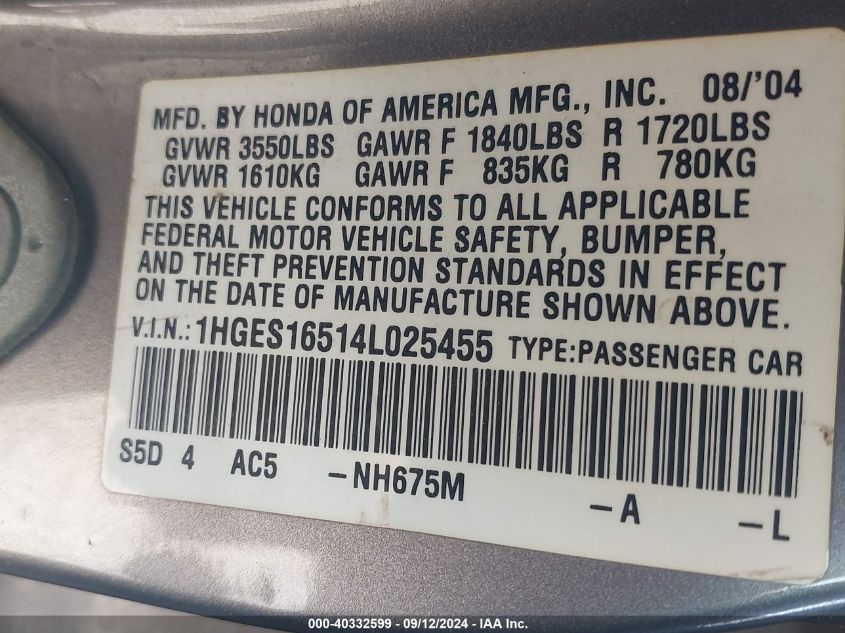 MFD. BY HONDA OF AMERICA MFG., INC. 08/'04
GVWR 3550LBS GAWR F 1840LBS R 1720LBS
GVWR 1610KG GAWR F 835KG R 780KG
THIS VEHICLE CONFORMS TO ALL APPLICABLE
FEDERAL MOTOR VEHICLE SAFETY, BUMPER,
AND THEFT PREVENTION STANDARDS IN EFFECT
ON THE DATE OF MANUFACTURE SHOWN ABOVE.
V.I.N.: 1HGES16514L025455 TYPE:PASSENGER CAR
S5D 4 AC5 -NH675M -A -L
000-40332599 - 09/12/2024 - IAA Inc.